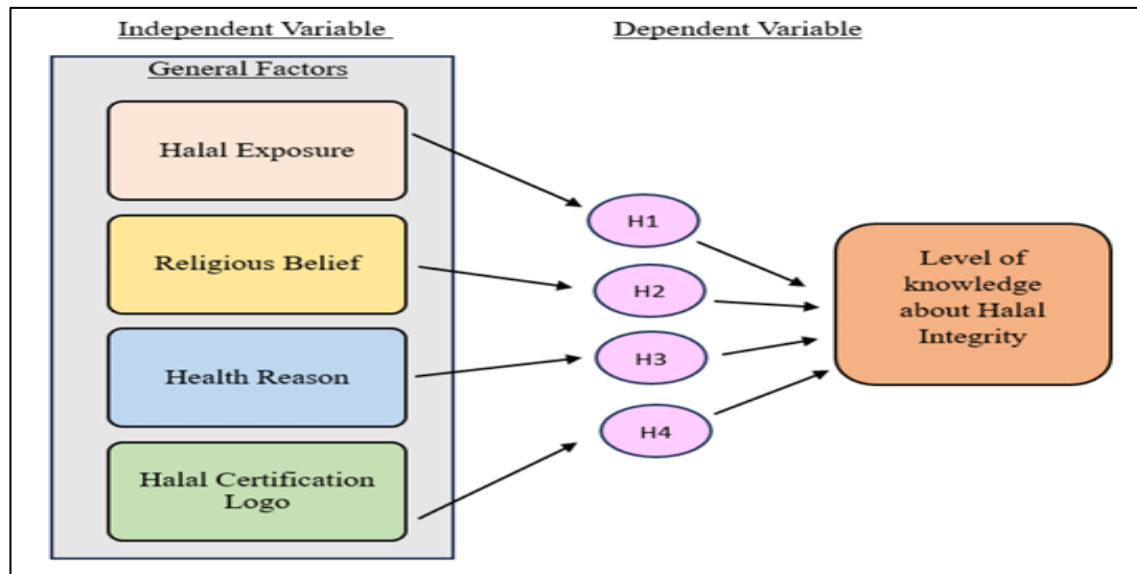 Independent Variable
Dependent Variable
General Factors
Halal Exposure
Religious Belief
Health Reason
Halal Certification
Logo
H1
H2
H3
H4
Level of
knowledge
about Halal
Integrity